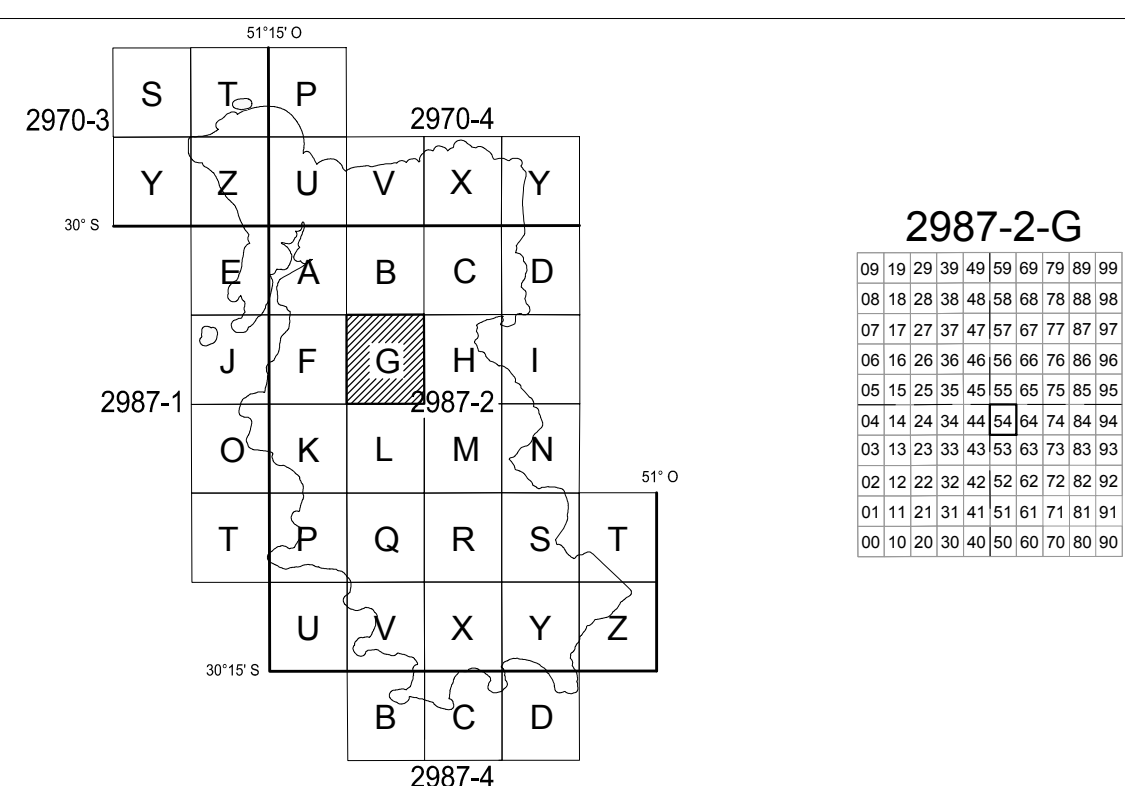 51°15' O
S T P
2970-3
2970-4
Y Z U V X Y
30° S
E A B C D
J F G H I
2987-1
2987-2
O K L M N
51° O
T P Q R S T
U V X Y Z
30°15' S
B C D
2987-4
2987-2-G
09 19 29 39 49 59 69 79 89 99
08 18 28 38 48 58 68 78 88 98
07 17 27 37 47 57 67 77 87 97
06 16 26 36 46 56 66 76 86 96
05 15 25 35 45 55 65 75 85 95
04 14 24 34 44 54 64 74 84 94
03 13 23 33 43 53 63 73 83 93
02 12 22 32 42 52 62 72 82 92
01 11 21 31 41 51 61 71 81 91
00 10 20 30 40 50 60 70 80 90